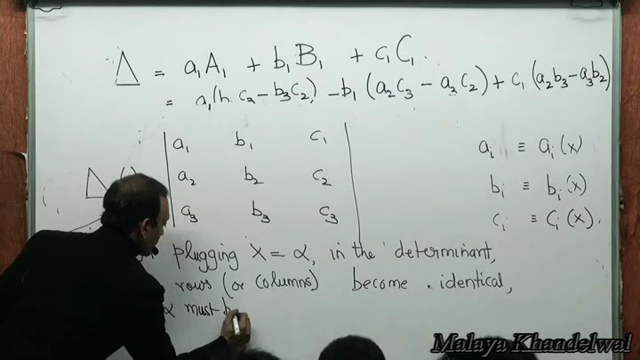 Δ = a₁A₁ + b₁B₁ + c₁C₁.
= a₁(b₂c₃ − b₃c₂) − b₁(a₂c₃ − a₃c₂) + c₁(a₂b₃ − a₃b₂)
a₁ b₁ c₁ aᵢ ≡ aᵢ(x)
Δ a₂ b₂ c₂ bᵢ ≡ bᵢ(x)
a₃ b₃ c₃ cᵢ ≡ cᵢ(x).
plugging x = α, in the determinant,
rows (or columns) become identical,
α must b
Malaya Khandelwal